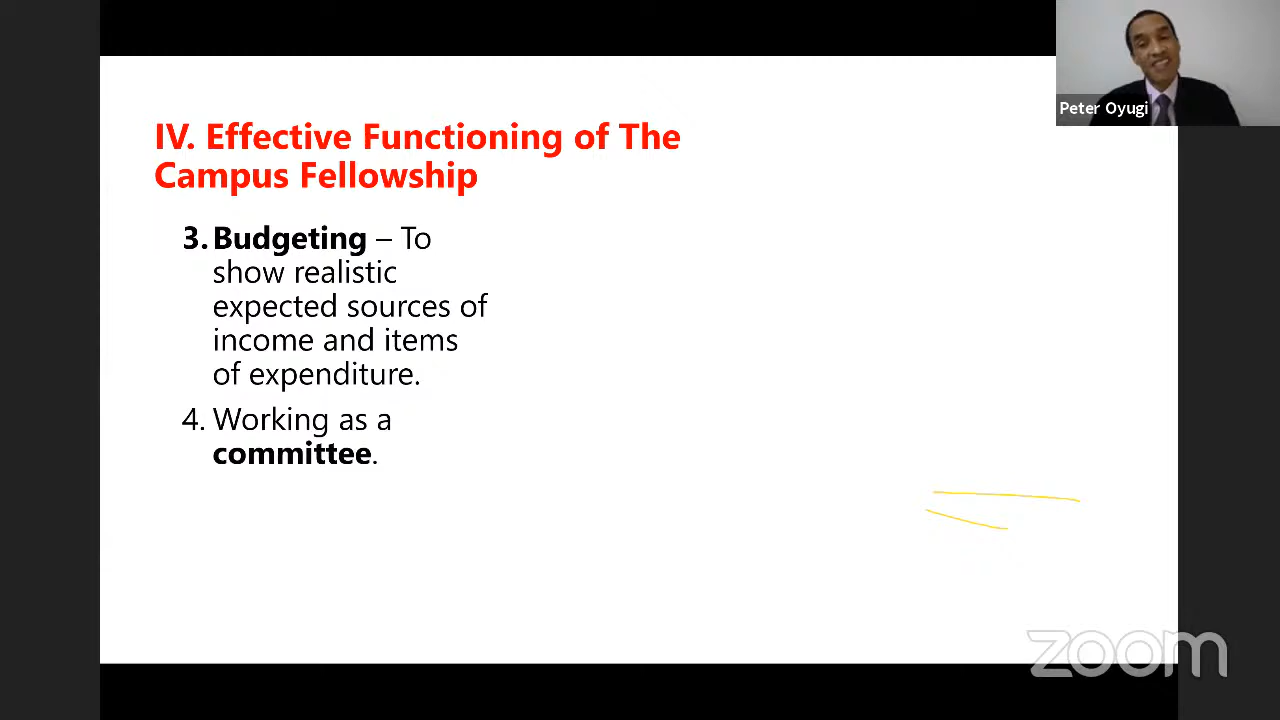 Peter Oyugi
IV. Effective Functioning of The
Campus Fellowship
3. Budgeting – To
show realistic
expected sources of
income and items
of expenditure.
4. Working as a
committee.
zoom